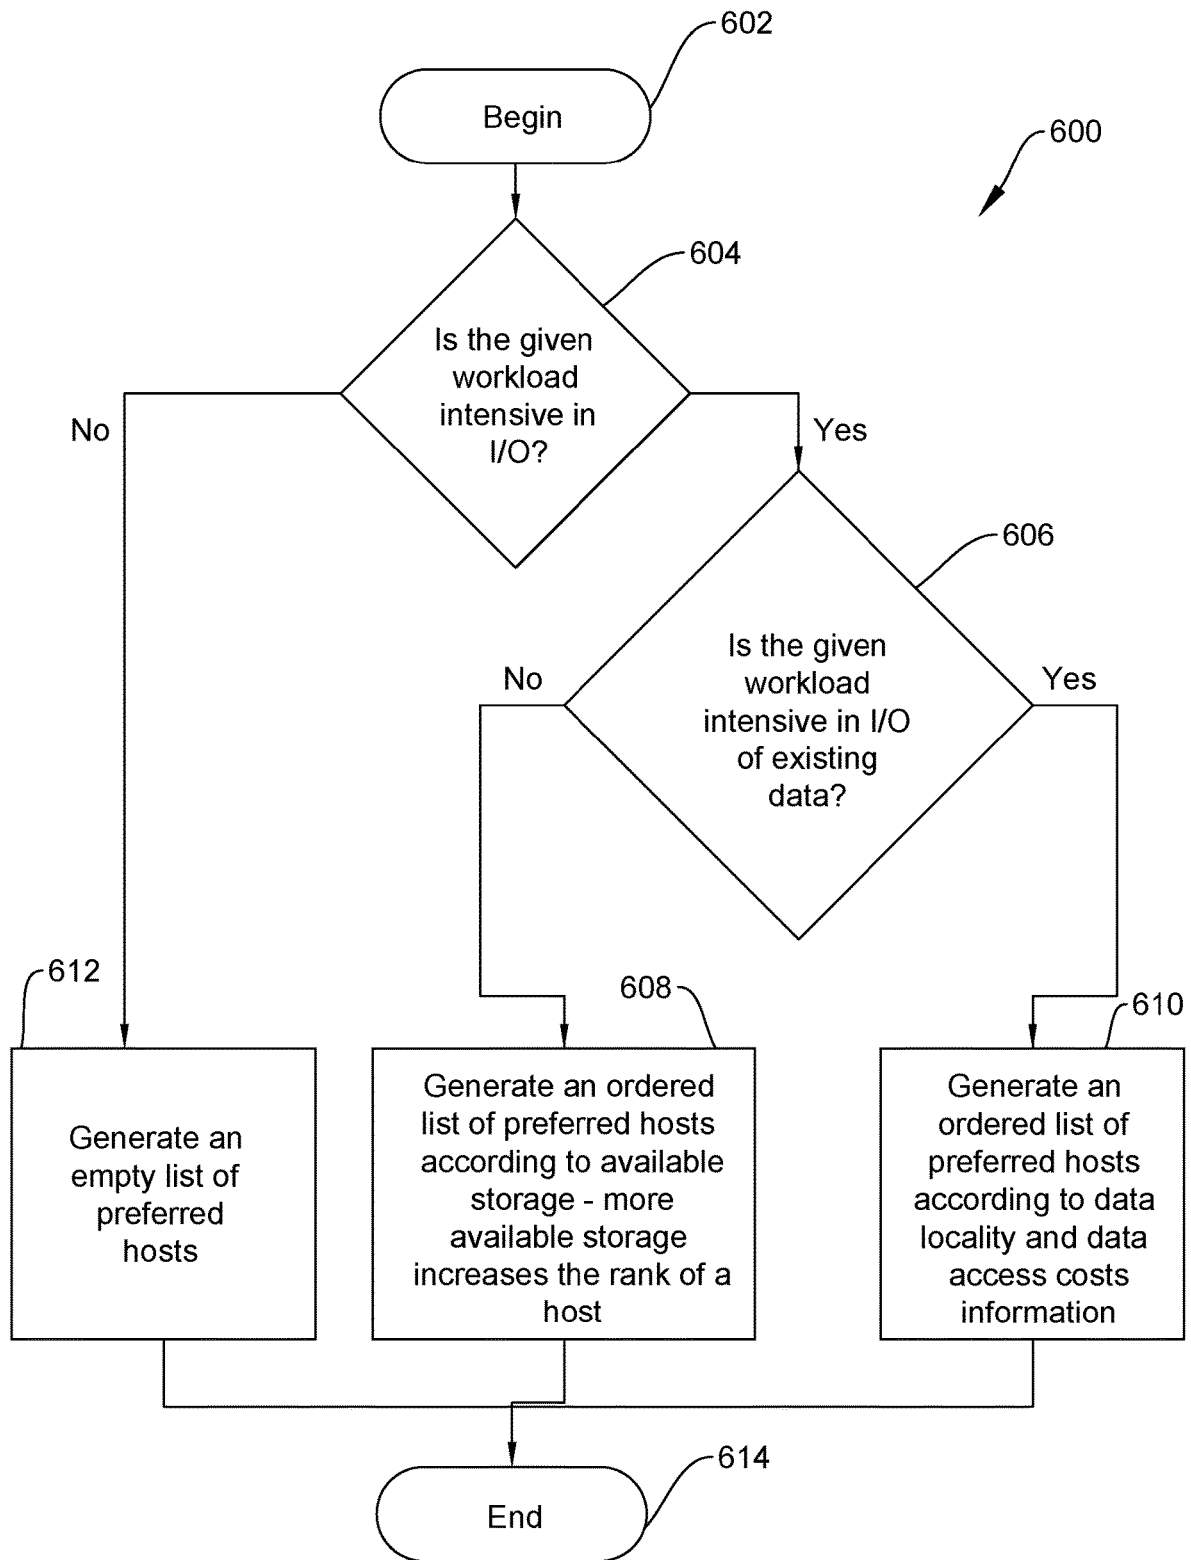 602
Begin
600
604
Is the given
workload
intensive in
I/O?
No
Yes
606
Is the given
workload
intensive in I/O
of existing
data?
No
Yes
612
Generate an
empty list of
preferred
hosts
608
Generate an ordered
list of preferred hosts
according to available
storage - more
available storage
increases the rank of a
host
610
Generate an
ordered list of
preferred hosts
according to data
locality and data
access costs
information
614
End